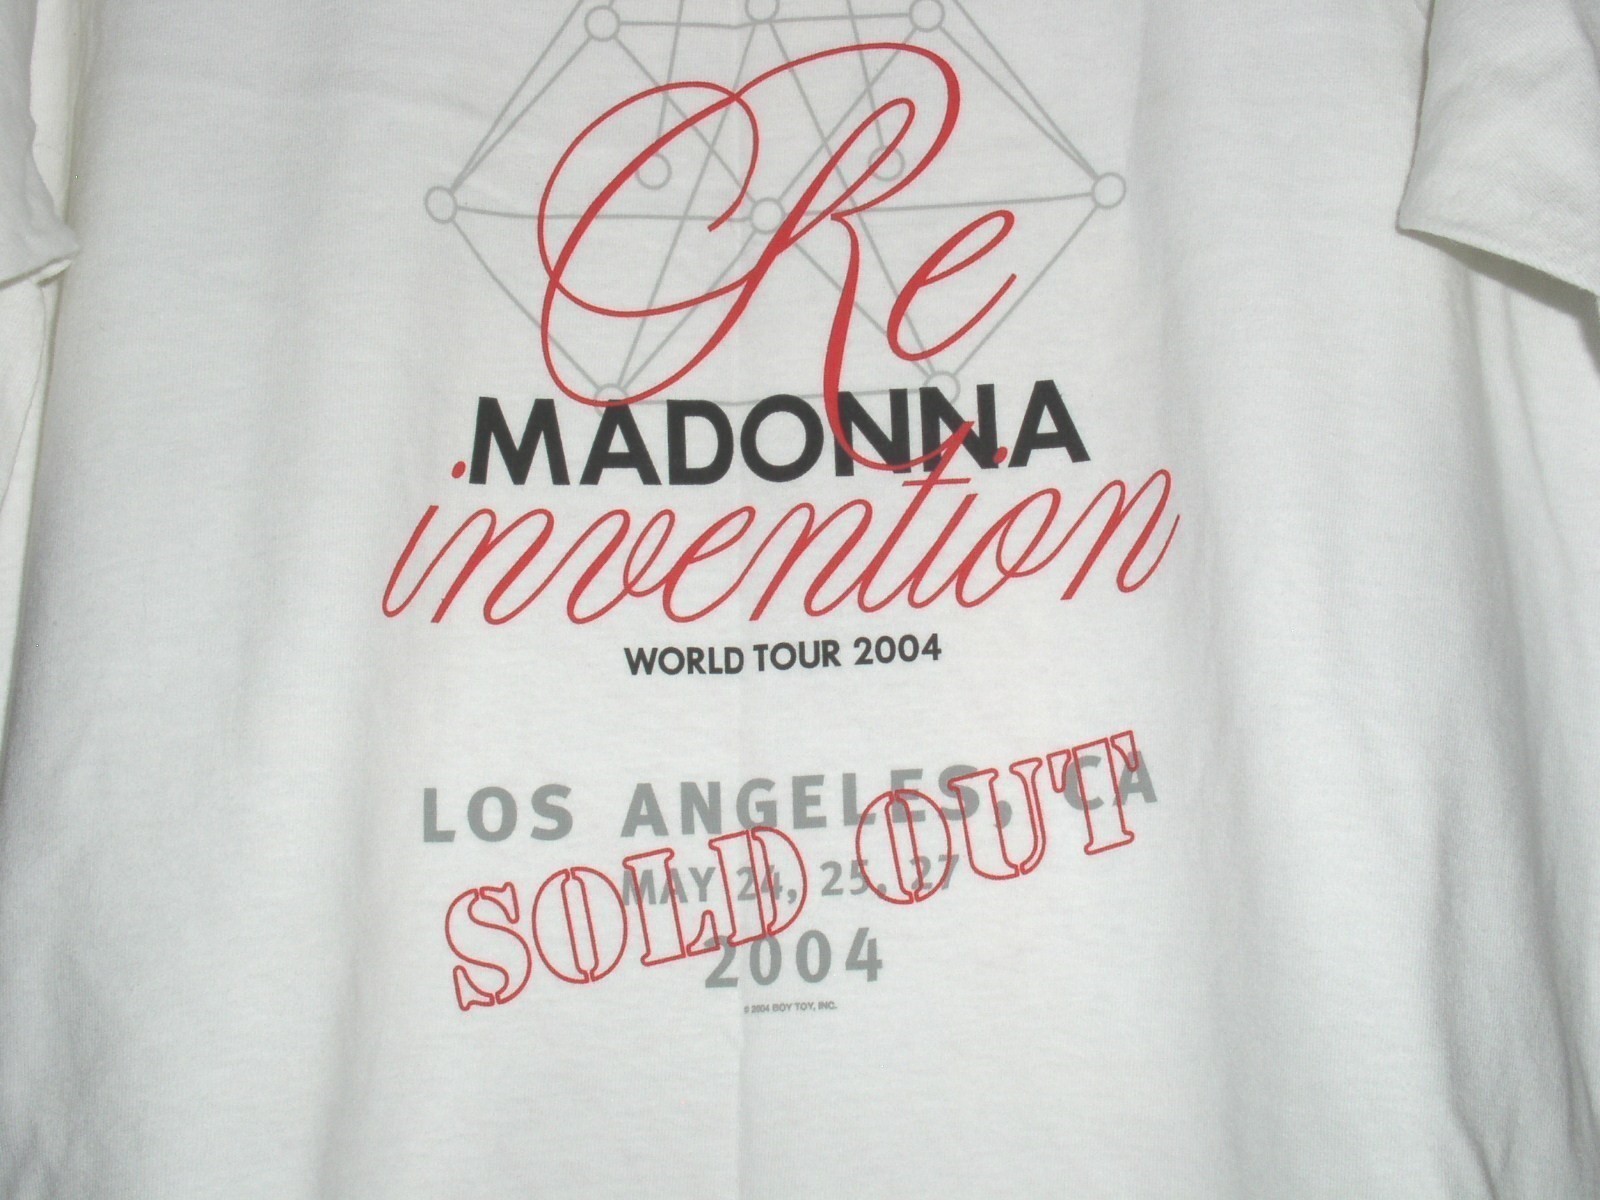 Re
MADONNA
invention
WORLD TOUR 2004
LOS ANGELES, CA
MAY 24, 25, 27
SOLD OUT
2004
© 2004 BOY TOY, INC.